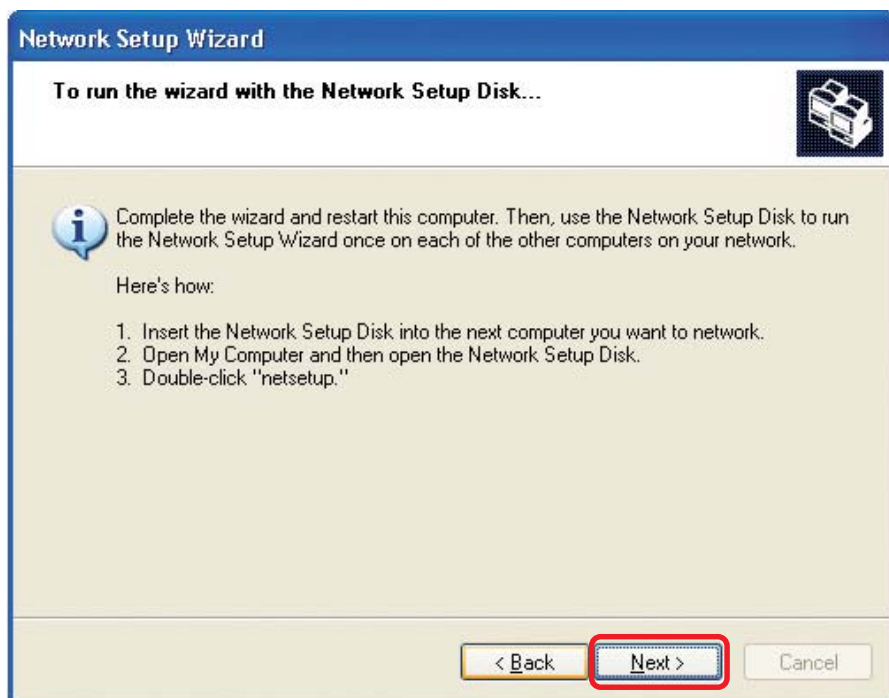 Network Setup Wizard
To run the wizard with the Network Setup Disk...
Complete the wizard and restart this computer. Then, use the Network Setup Disk to run
the Network Setup Wizard once on each of the other computers on your network.
Here's how:
1. Insert the Network Setup Disk into the next computer you want to network.
2. Open My Computer and then open the Network Setup Disk.
3. Double-click "netsetup."
< Back
Next >
Cancel